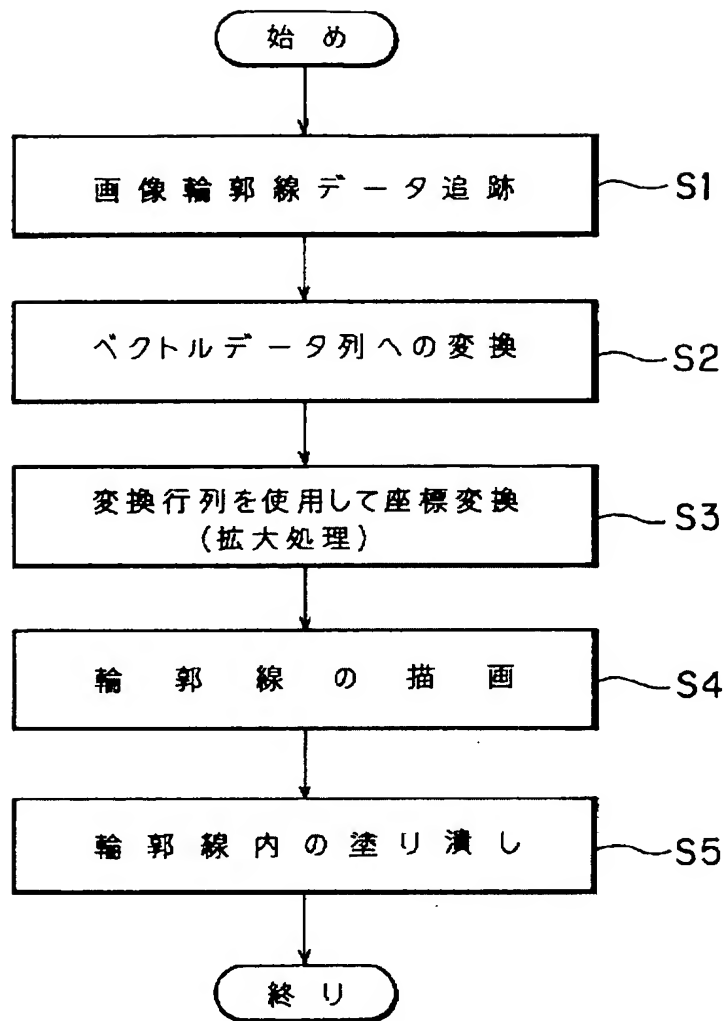 始め
画像輪郭線データ追跡
S1
ベクトルデータ列への変換
S2
変換行列を使用して座標変換
(拡大処理)
S3
輪郭線の描画
S4
輪郭線内の塗り潰し
S5
終り